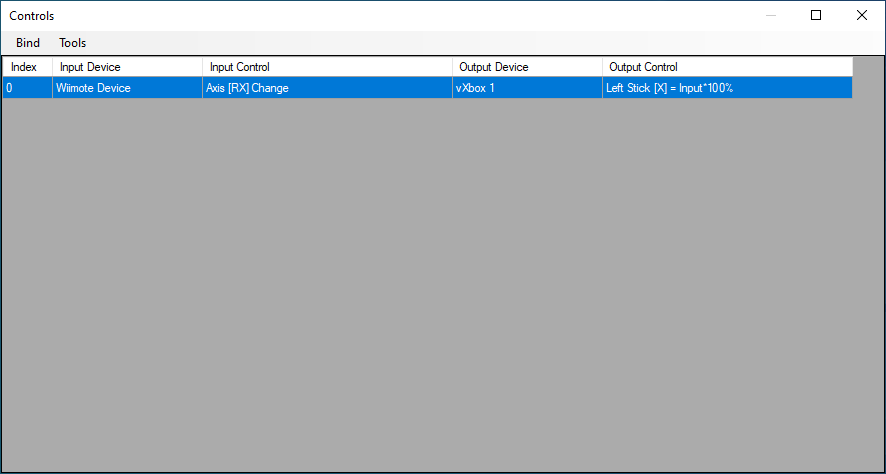 Controls
Bind Tools
Index Input Device Input Control Output Device Output Control
0 Wiimote Device Axis [RX] Change vXbox 1 Left Stick [X] = Input*100%